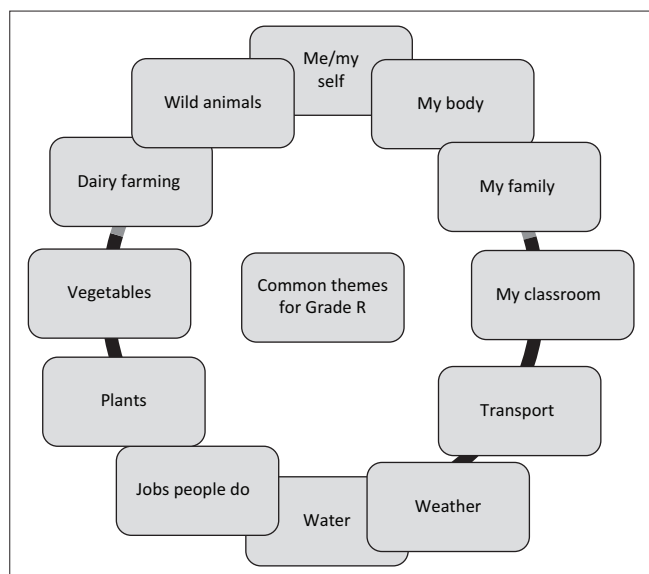 Me/my
self
My body
My family
My classroom
Transport
Weather
Water
Jobs people do
Plants
Vegetables
Dairy farming
Wild animals
Common themes
for Grade R